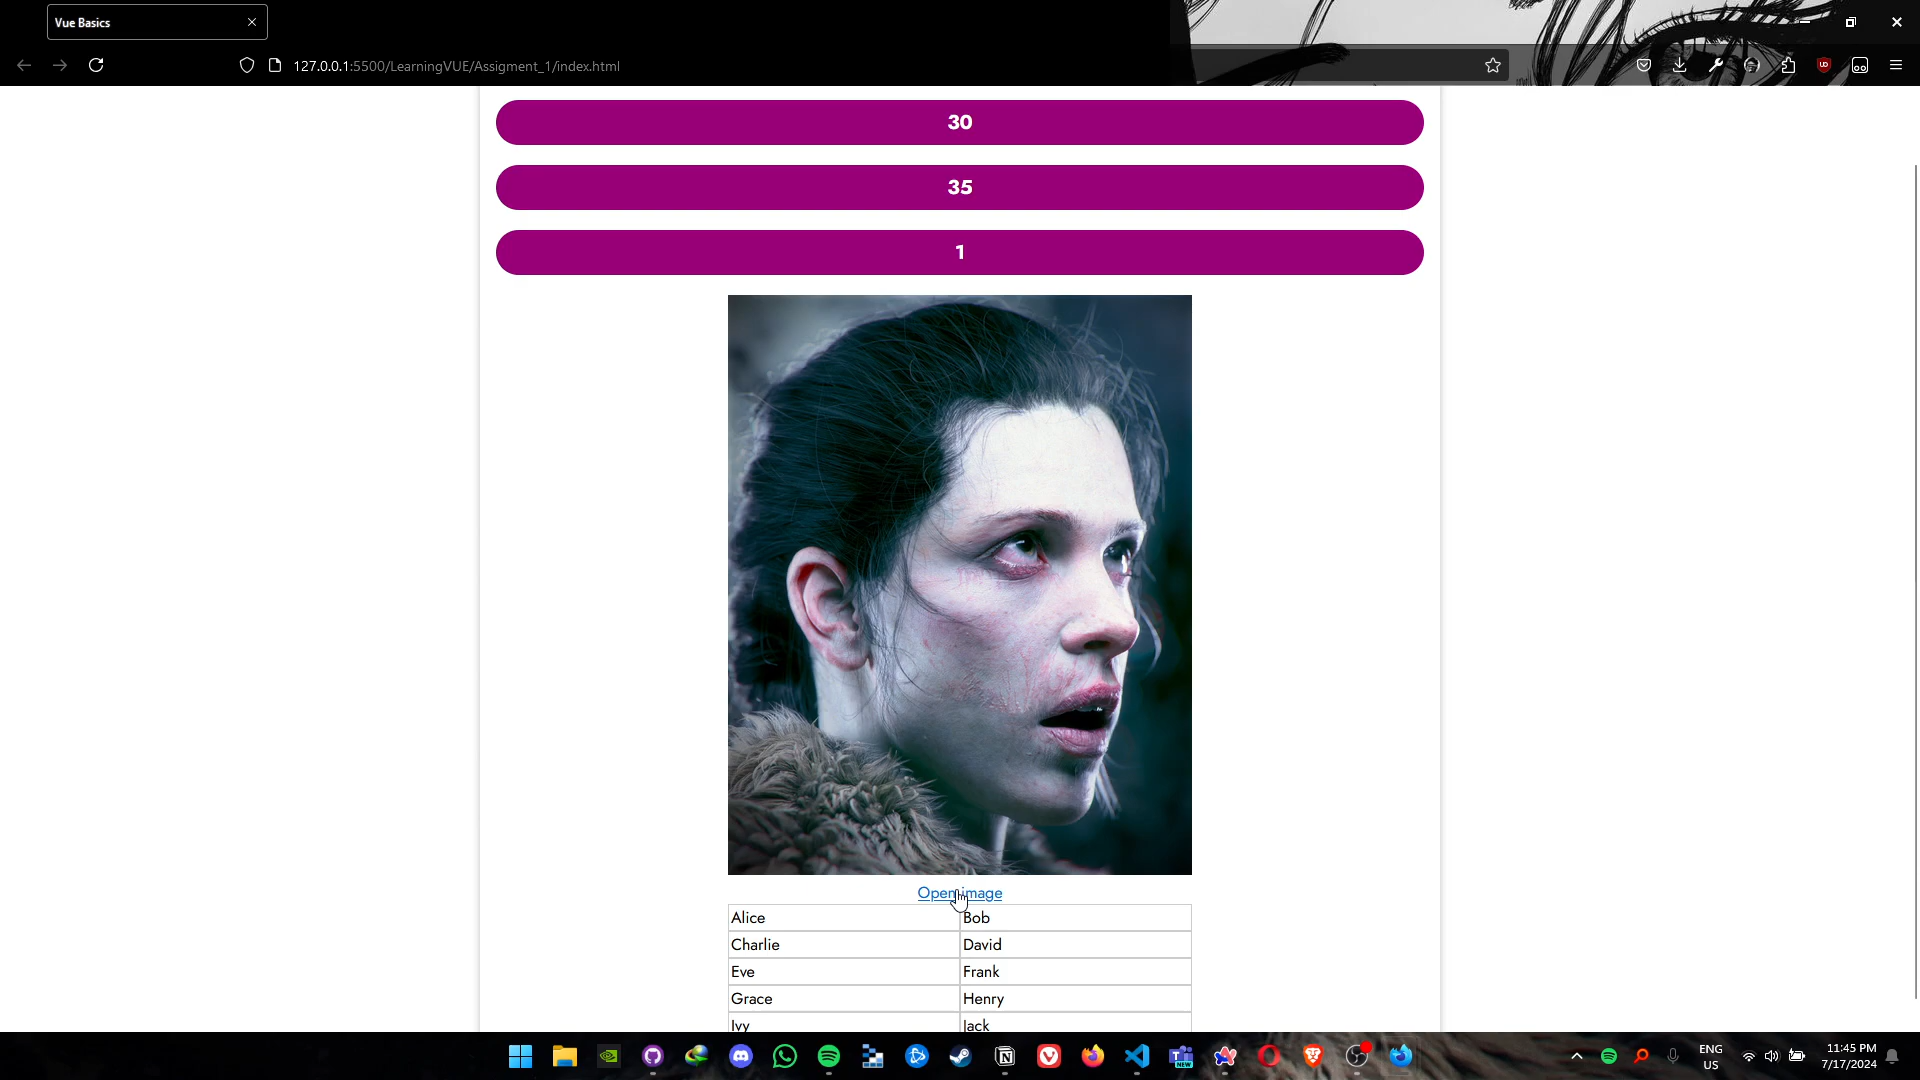 Vue Basics
127.0.0.1:5500/LearningVUE/Assigment_1/index.html
30
35
1
Open image
Alice Bob
Charlie David
Eve Frank
Grace Henry
Ivy Jack
ENG
US
11:45 PM
7/17/2024